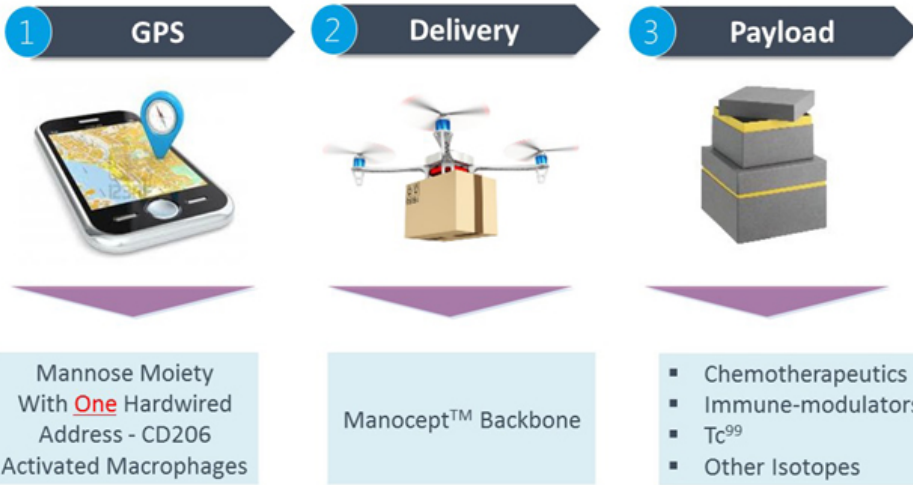 1 GPS
2 Delivery
3 Payload
Mannose Moiety
With One Hardwired
Address - CD206
Activated Macrophages
Manocept™ Backbone
▪ Chemotherapeutics
▪ Immune-modulators
▪ Tc⁹⁹
▪ Other Isotopes